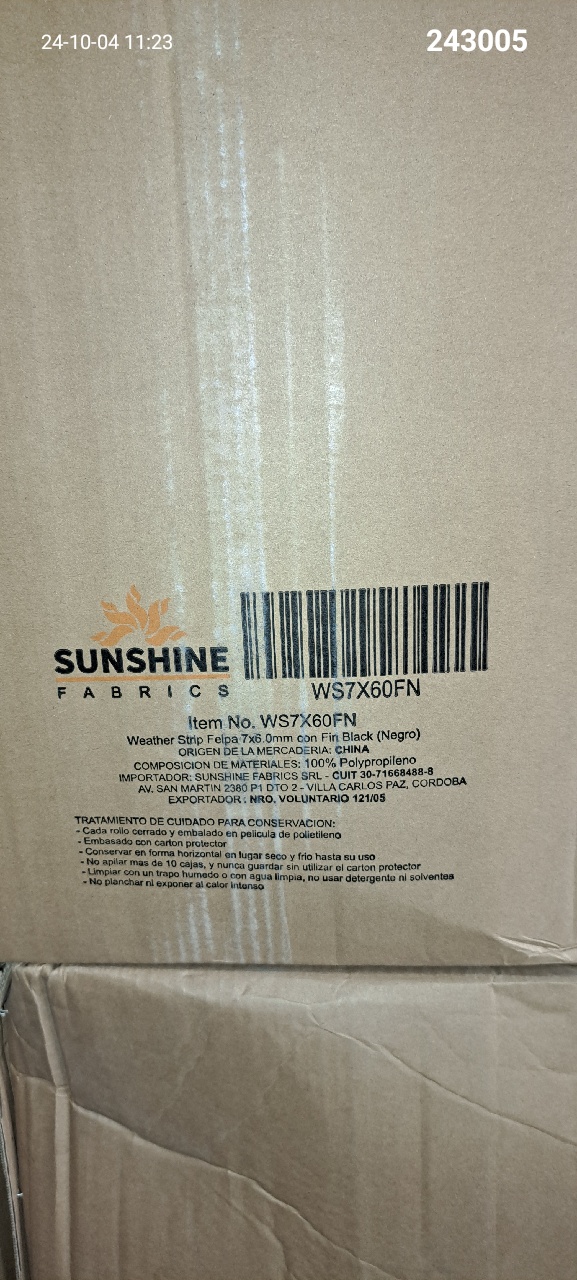 24-10-04 11:23
243005
SUNSHINE
FABRICS
WS7X60FN
Item No. WS7X60FN
Weather Strip Felpa 7x6.0mm con Fin Black (Negro)
ORIGEN DE LA MERCADERIA: CHINA
COMPOSICION DE MATERIALES: 100% Polypropileno
IMPORTADOR: SUNSHINE FABRICS SRL - CUIT 30-71668488-8
AV. SAN MARTIN 2380 P1 DTO 2 - VILLA CARLOS PAZ, CORDOBA
EXPORTADOR : NRO. VOLUNTARIO 121/05
TRATAMIENTO DE CUIDADO PARA CONSERVACION:
- Cada rollo cerrado y embalado en pelicula de polietileno
- Embasado con carton protector
- Conservar en forma horizontal en lugar seco y frio hasta su uso
- No apilar mas de 10 cajas, y nunca guardar sin utilizar el carton protector
- Limpiar con un trapo humedo o con agua limpia, no usar detergente ni solventes
- No planchar ni exponer al calor intenso